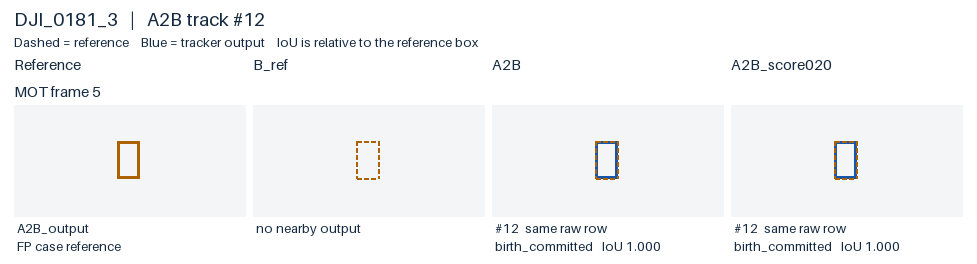 DJI_0181_3 | A2B track #12
Dashed = reference Blue = tracker output IoU is relative to the reference box
Reference B_ref A2B A2B_score020
MOT frame 5
A2B_output no nearby output #12 same raw row #12 same raw row
FP case reference birth_committed IoU 1.000 birth_committed IoU 1.000